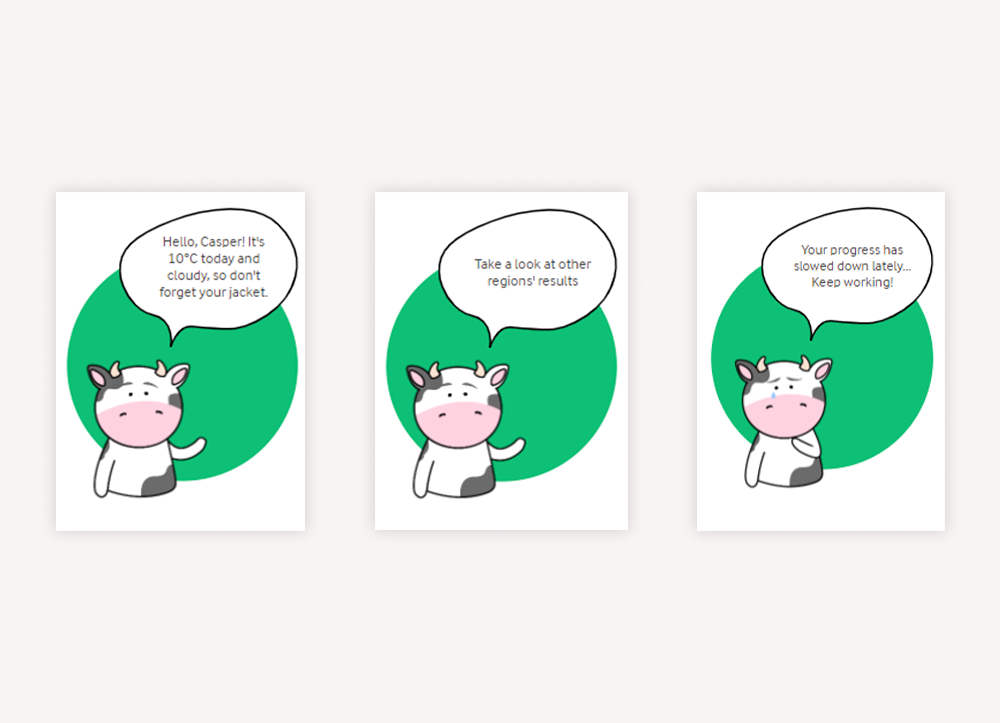 Hello, Casper! It's
10°C today and
cloudy, so don't
forget your jacket.
Take a look at other
regions' results
Your progress has
slowed down lately...
Keep working!